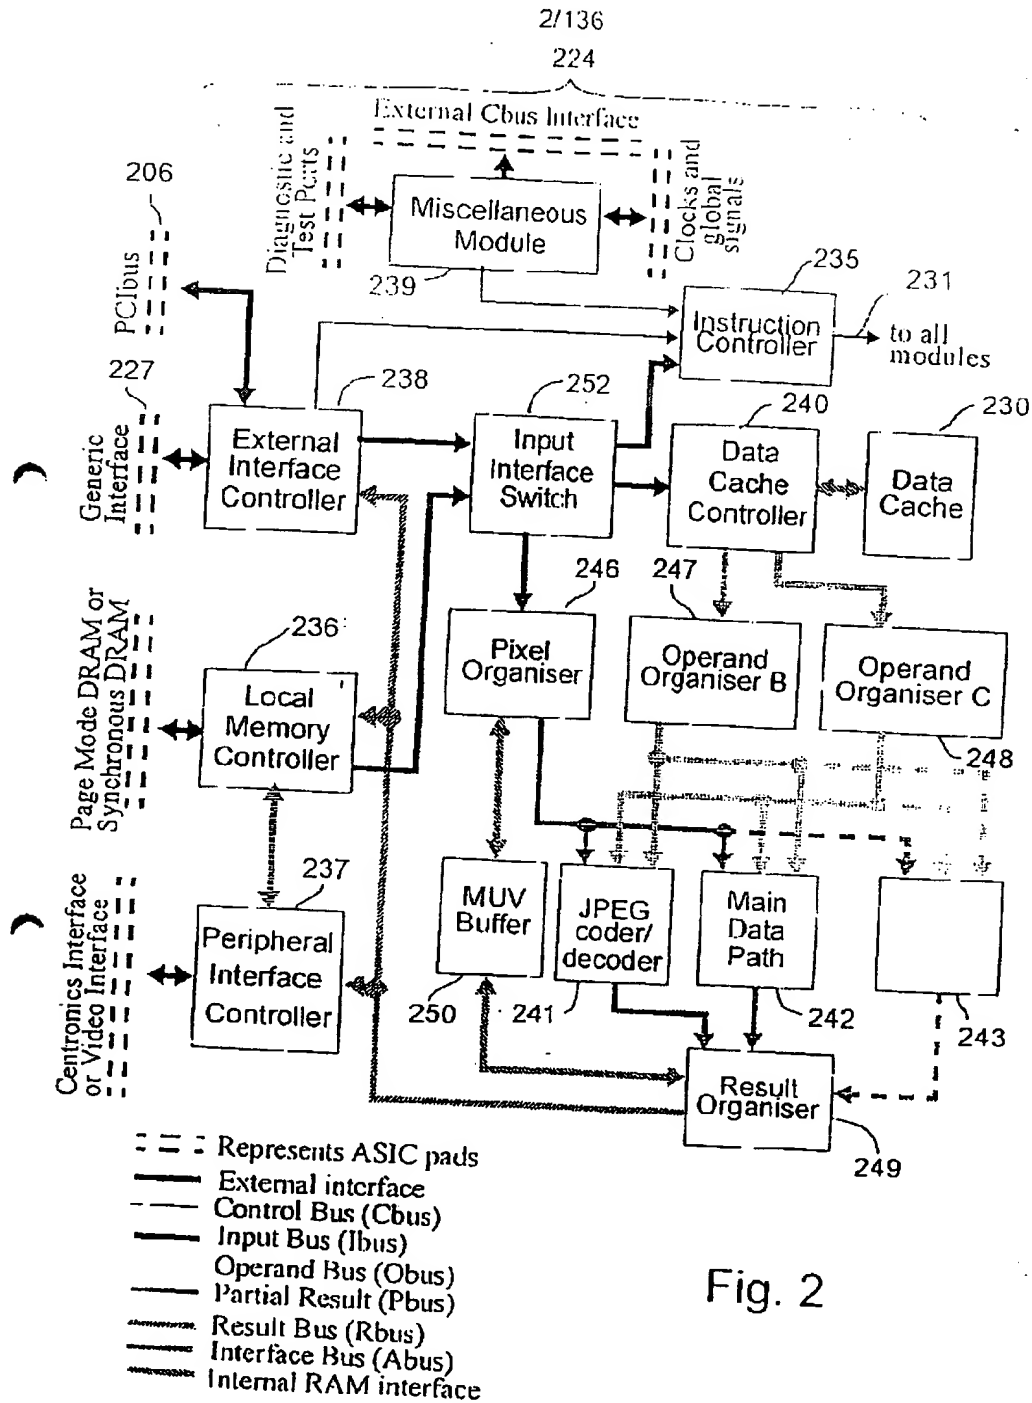 2/136
224
External Cbus Interface
Diagnostic and
Test Ports
Clocks and
global
signals
206
PCIbus
Miscellaneous
Module
239
235
231
Instruction
Controller
to all
modules
227
Generic
Interface
238
External
Interface
Controller
252
Input
Interface
Switch
240
Data
Cache
Controller
230
Data
Cache
Page Mode DRAM or
Synchronous DRAM
236
Local
Memory
Controller
246
Pixel
Organiser
247
Operand
Organiser B
Operand
Organiser C
248
Centronics Interface
or Video Interface
237
Peripheral
Interface
Controller
MUV
Buffer
250
JPEG
coder/
decoder
241
Main
Data
Path
242
243
Result
Organiser
249
Represents ASIC pads
External interface
Control Bus (Cbus)
Input Bus (Ibus)
Operand Bus (Obus)
Partial Result (Pbus)
Result Bus (Rbus)
Interface Bus (Abus)
Internal RAM interface
Fig. 2